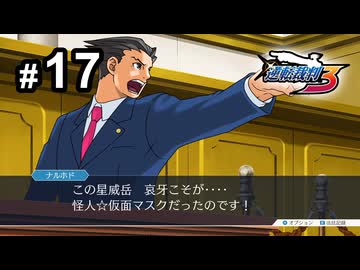 #17
逆転裁判3
ナルホド
この星威岳　哀牙こそが‥‥
怪人☆仮面マスクだったのです！
オプション
法廷記録